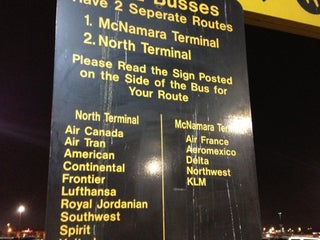 Busses
Have 2 Seperate Routes
1. McNamara Terminal
2. North Terminal
Please Read the Sign Posted
on the Side of the Bus for
Your Route
North Terminal
Air Canada
Air Tran
American
Continental
Frontier
Lufthansa
Royal Jordanian
Southwest
Spirit
McNamara
Air France
Aeromexico
Delta
Northwest
KLM